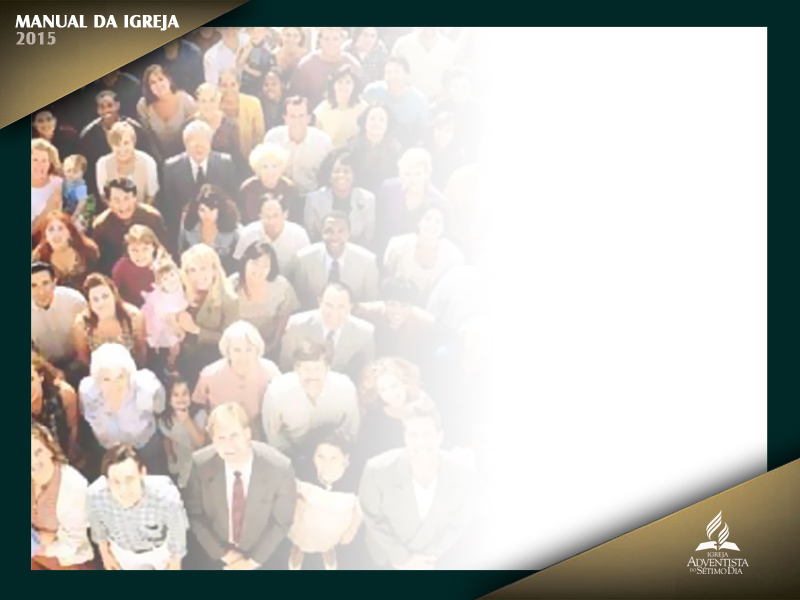 MANUAL DA IGREJA
2015
IGREJA
ADVENTISTA
DO SÉTIMO DIA